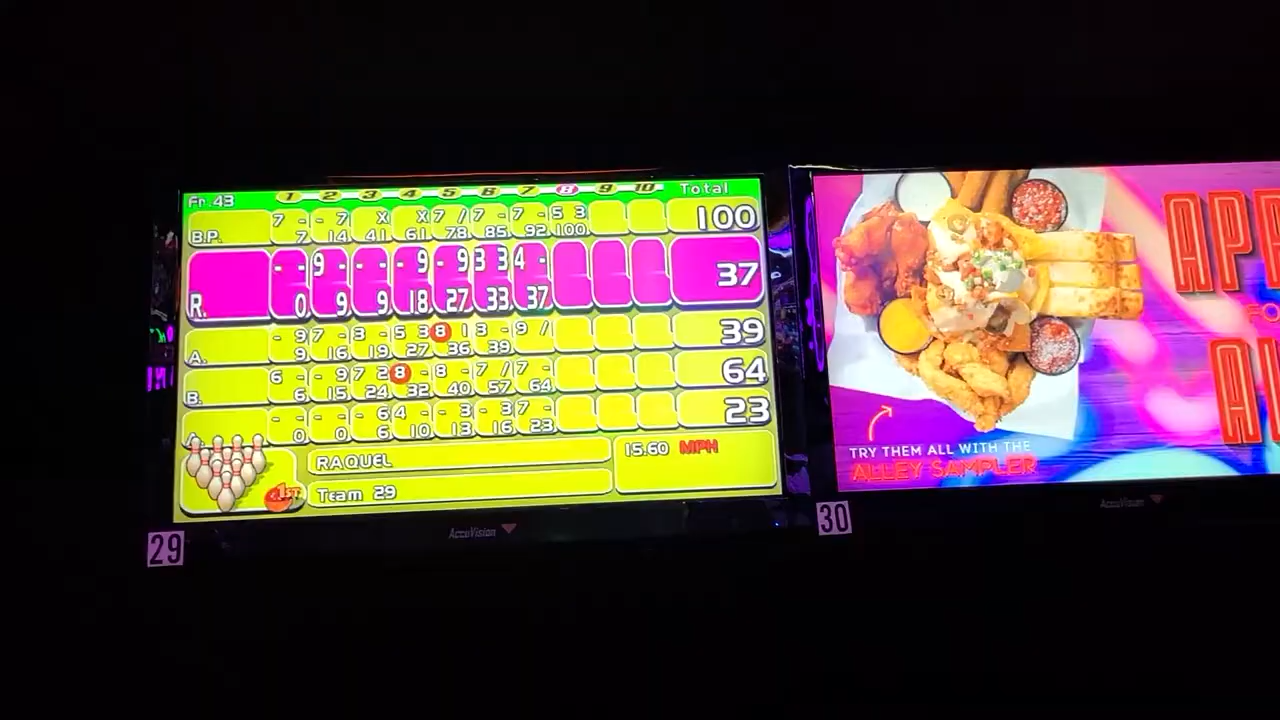 Fr.43 1 2 3 4 5 6 7 8 9 10 Total
7 - - 7 X X 7 / 7 - 7 - 5 3
B.P. 7 14 41 61 78 85 92 100 100
- - 9 - - - - 9 - 9 3 3 4 -
R. 0 9 9 18 27 33 37 37
- 9 7 - 3 - 5 3 8 1 3 - 9 /
A. 9 16 19 27 36 39 39
6 - - 9 7 2 8 - 8 - 7 / 7 -
B. 6 15 24 32 40 57 64 64
- - - - - 6 4 - - 3 - 3 7 -
0 0 6 10 13 16 23 23
RAQUEL
15.60 MPH
1ST
Team 29
AccuVision
29
TRY THEM ALL WITH THE
ALLEY SAMPLER
AccuVision
30